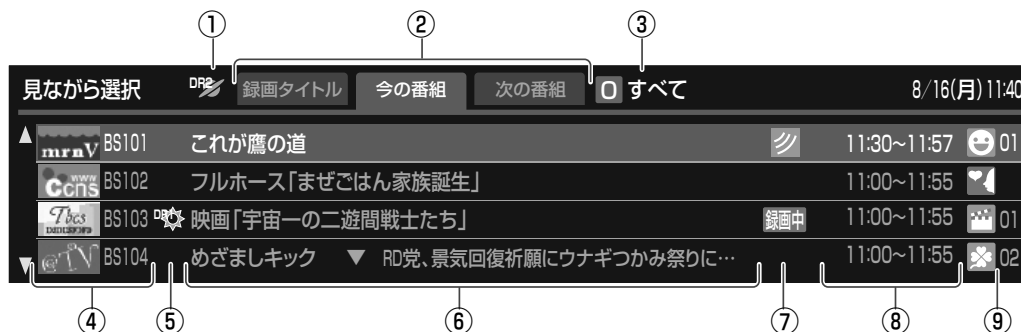 ① ② ③
見ながら選択 DR2 録画タイトル 今の番組 次の番組 0 すべて 8/16(月)11:40
▲ mrnV BS101 これが鷹の道 11:30~11:57 01
Ccns www BS102 フルホース「まぜごはん家族誕生」 11:00~11:55
Tbcs BS103 映画「宇宙一の二遊間戦士たち」 録画中 11:00~11:55 01
▼ @TV BS104 めざましキック ▼ RD党、景気回復祈願にウナギつかみ祭りに… 11:00~11:55 02
④ ⑤ ⑥ ⑦ ⑧ ⑨